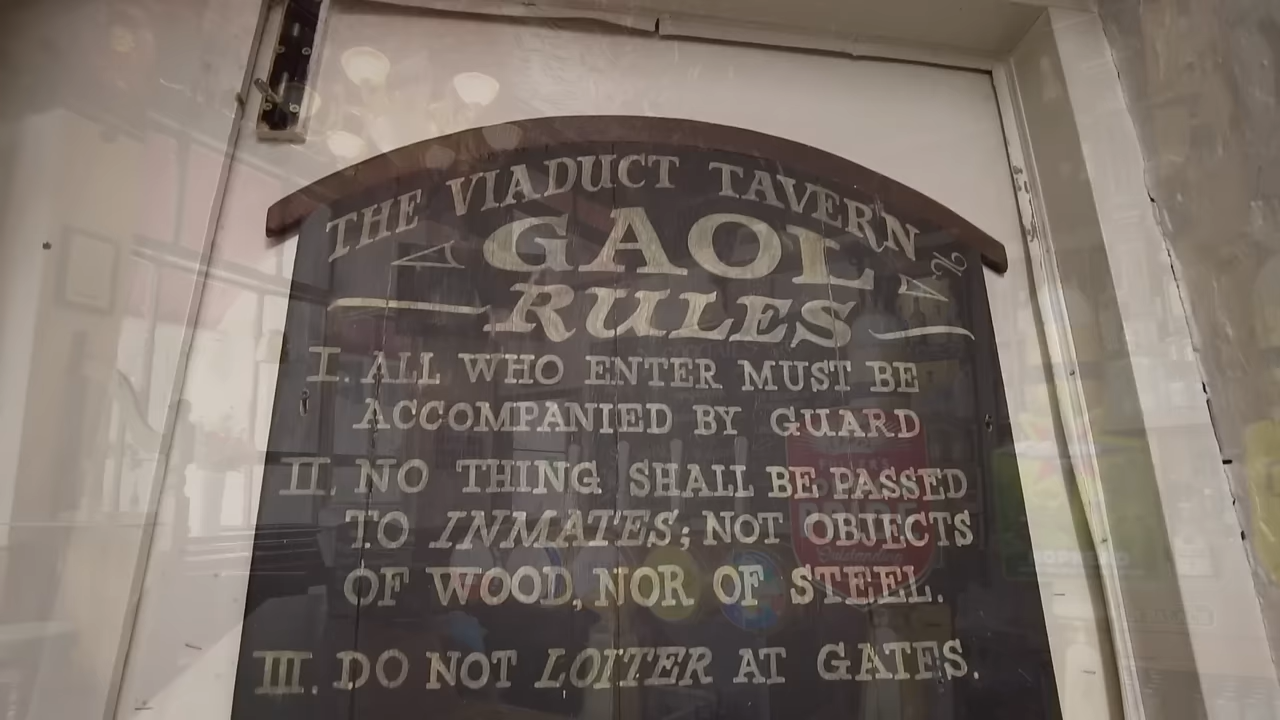 THE VIADUCT TAVERN
GAOL
RULES
I. ALL WHO ENTER MUST BE
ACCOMPANIED BY GUARD
II. NO THING SHALL BE PASSED
TO INMATES; NOT OBJECTS
OF WOOD, NOR OF STEEL.
III. DO NOT LOITER AT GATES.